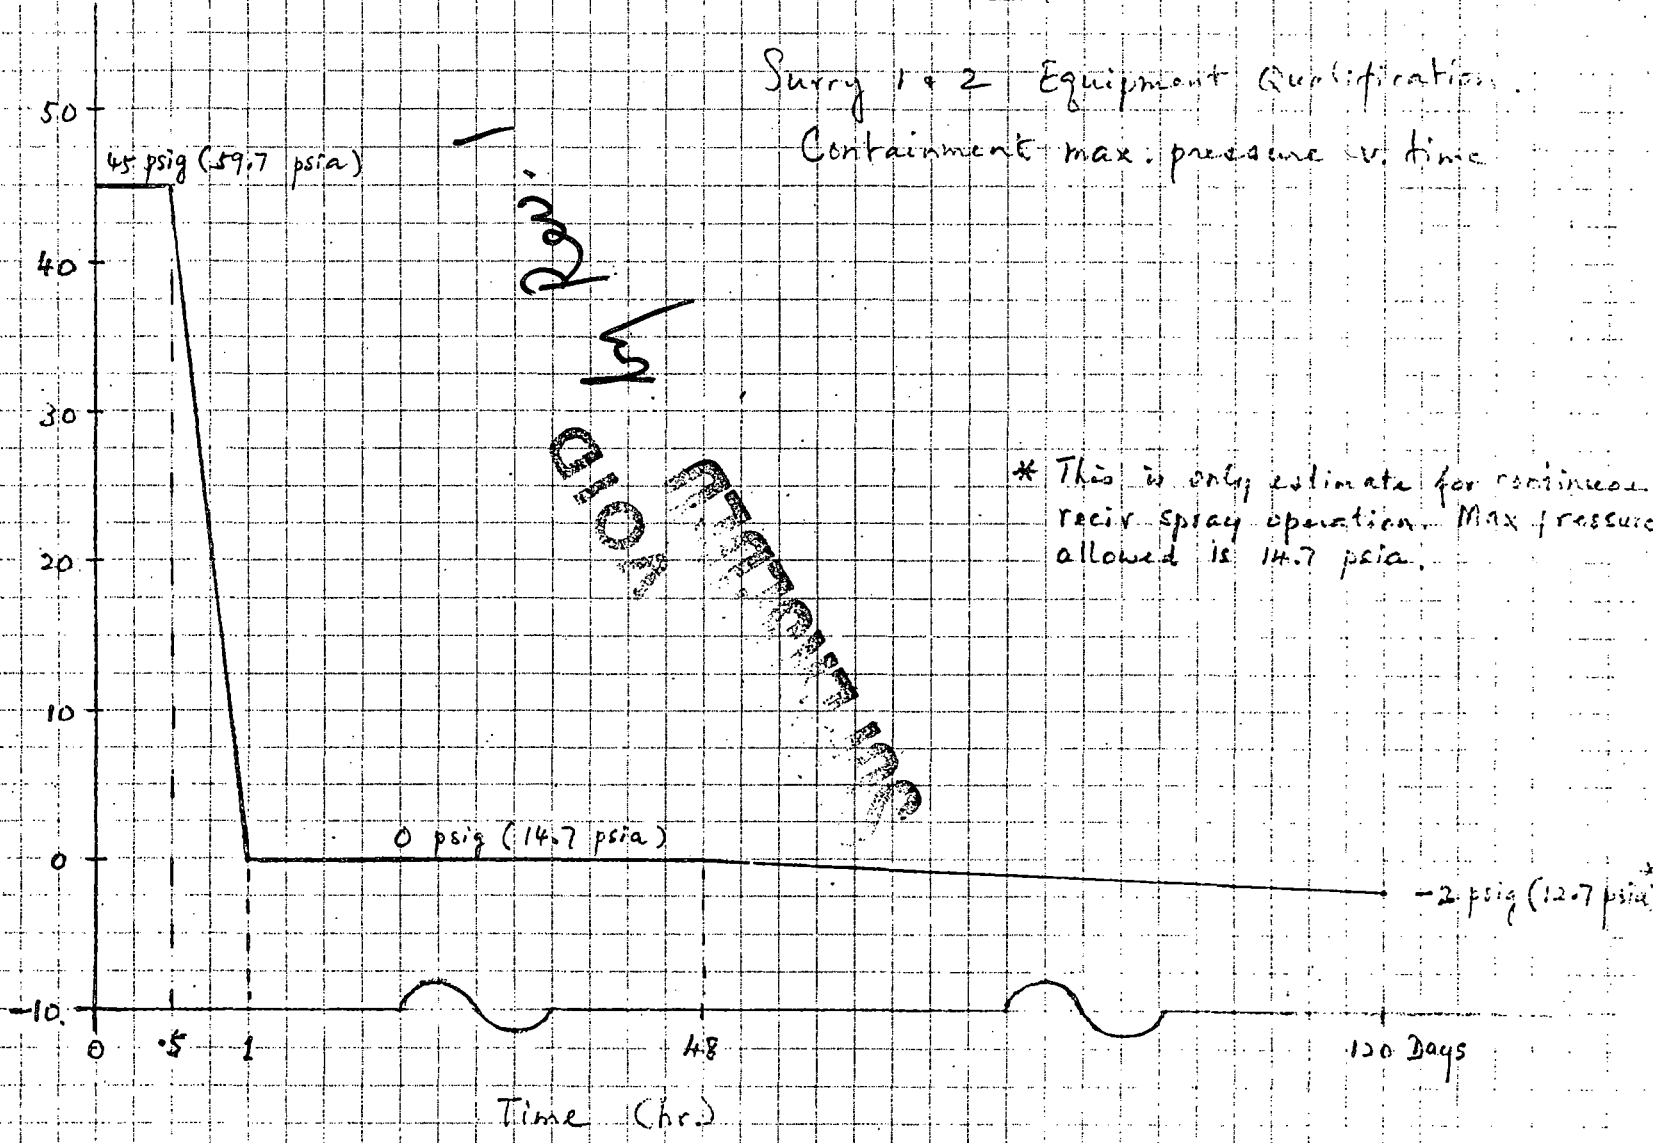 Surry 1 & 2 Equipment Qualification.
Containment max. pressure v. time
50
45 psig (59.7 psia)
40
30
* This is only estimate for continuous
recir spray operation. Max pressure
allowed is 14.7 psia.
20
10
0 psig (14.7 psia)
0
-2 psig (12.7 psia)*
-10
0 .5 1 48 120 Days
Time (hr.)
VOID